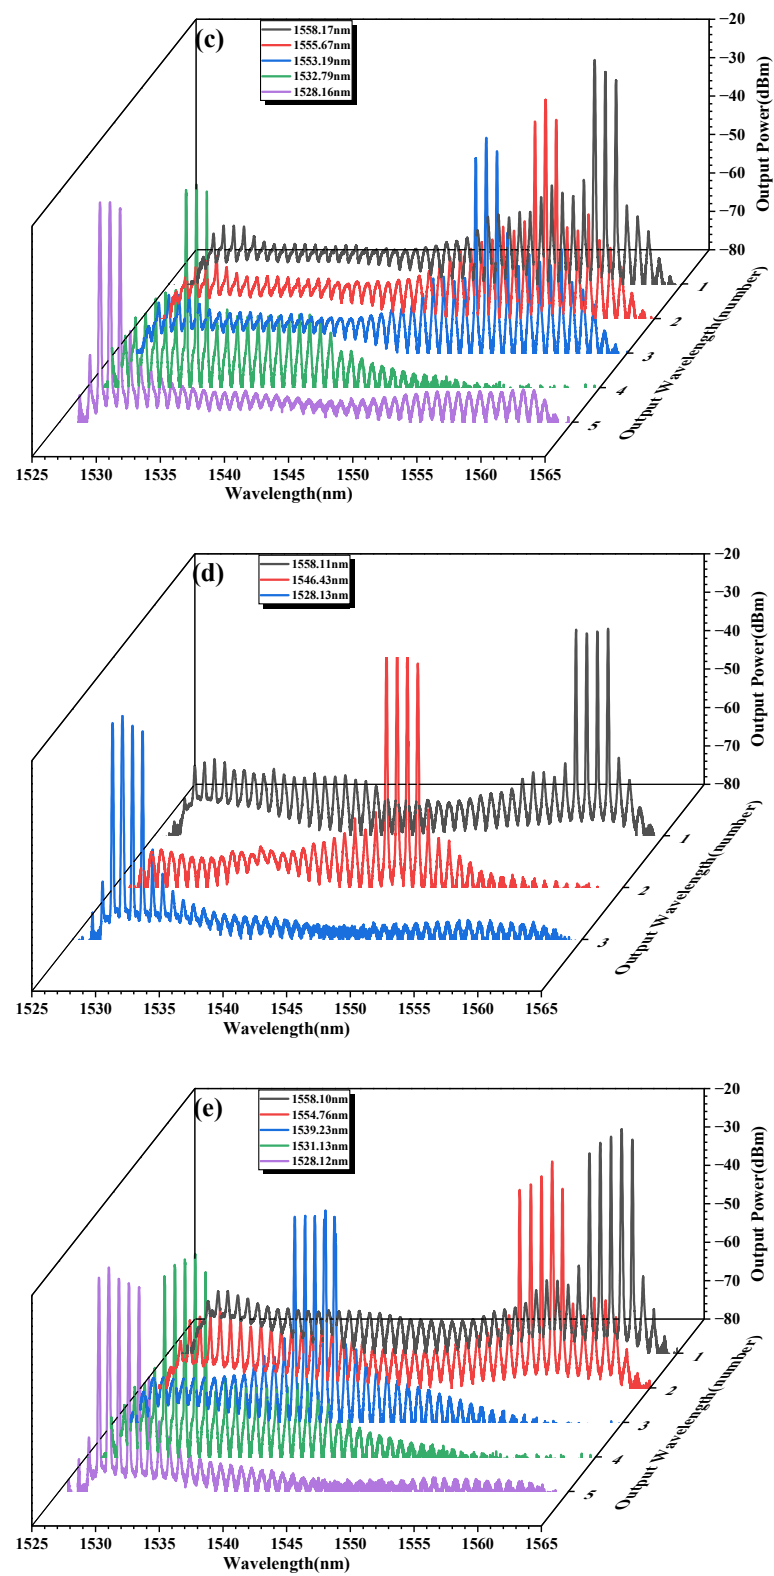 (c)
1558.17nm
1555.67nm
1553.19nm
1532.79nm
1528.16nm
−20
−30
−40
−50
−60
−70
−80
Output Power(dBm)
1
2
3
4
5
Output Wavelength(number)
1525 1530 1535 1540 1545 1550 1555 1560 1565
Wavelength(nm)
(d)
1558.11nm
1546.43nm
1528.13nm
−20
−30
−40
−50
−60
−70
−80
Output Power(dBm)
1
2
3
Output Wavelength(number)
1525 1530 1535 1540 1545 1550 1555 1560 1565
Wavelength(nm)
(e)
1558.10nm
1554.76nm
1539.23nm
1531.13nm
1528.12nm
−20
−30
−40
−50
−60
−70
−80
Output Power(dBm)
1
2
3
4
5
Output Wavelength(number)
1525 1530 1535 1540 1545 1550 1555 1560 1565
Wavelength(nm)